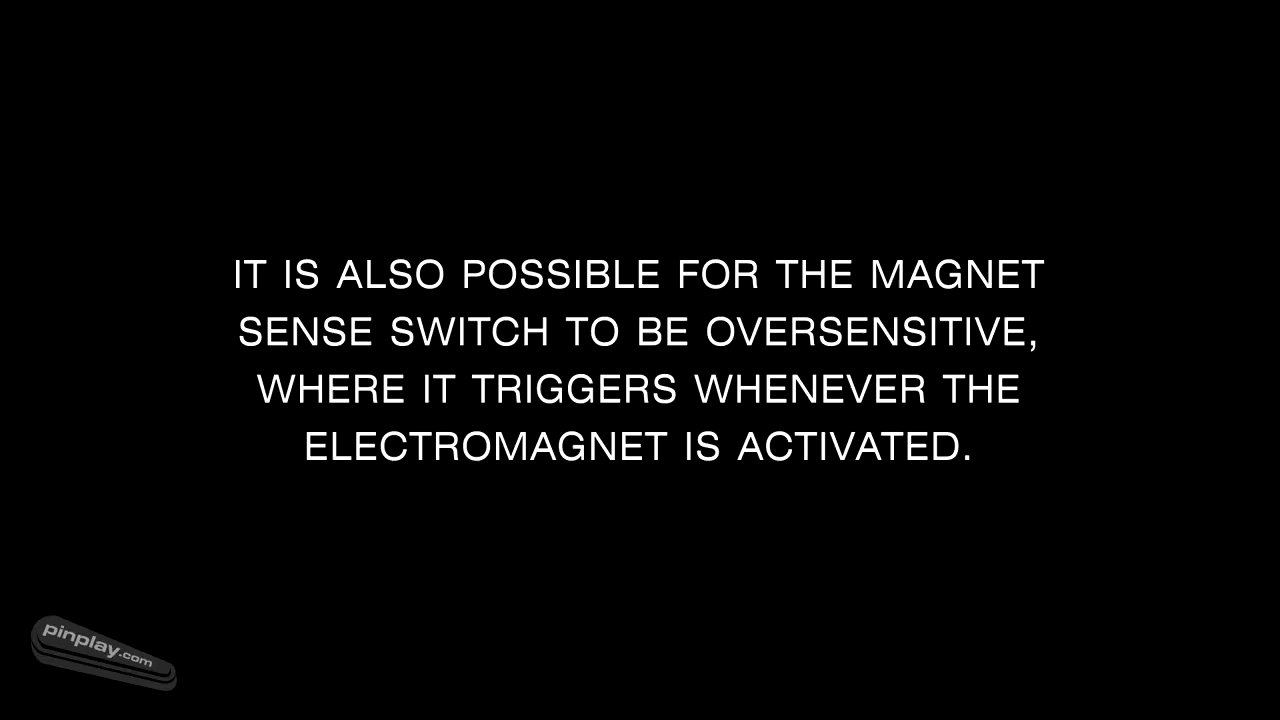 IT IS ALSO POSSIBLE FOR THE MAGNET
SENSE SWITCH TO BE OVERSENSITIVE,
WHERE IT TRIGGERS WHENEVER THE
ELECTROMAGNET IS ACTIVATED.
pinplay.com